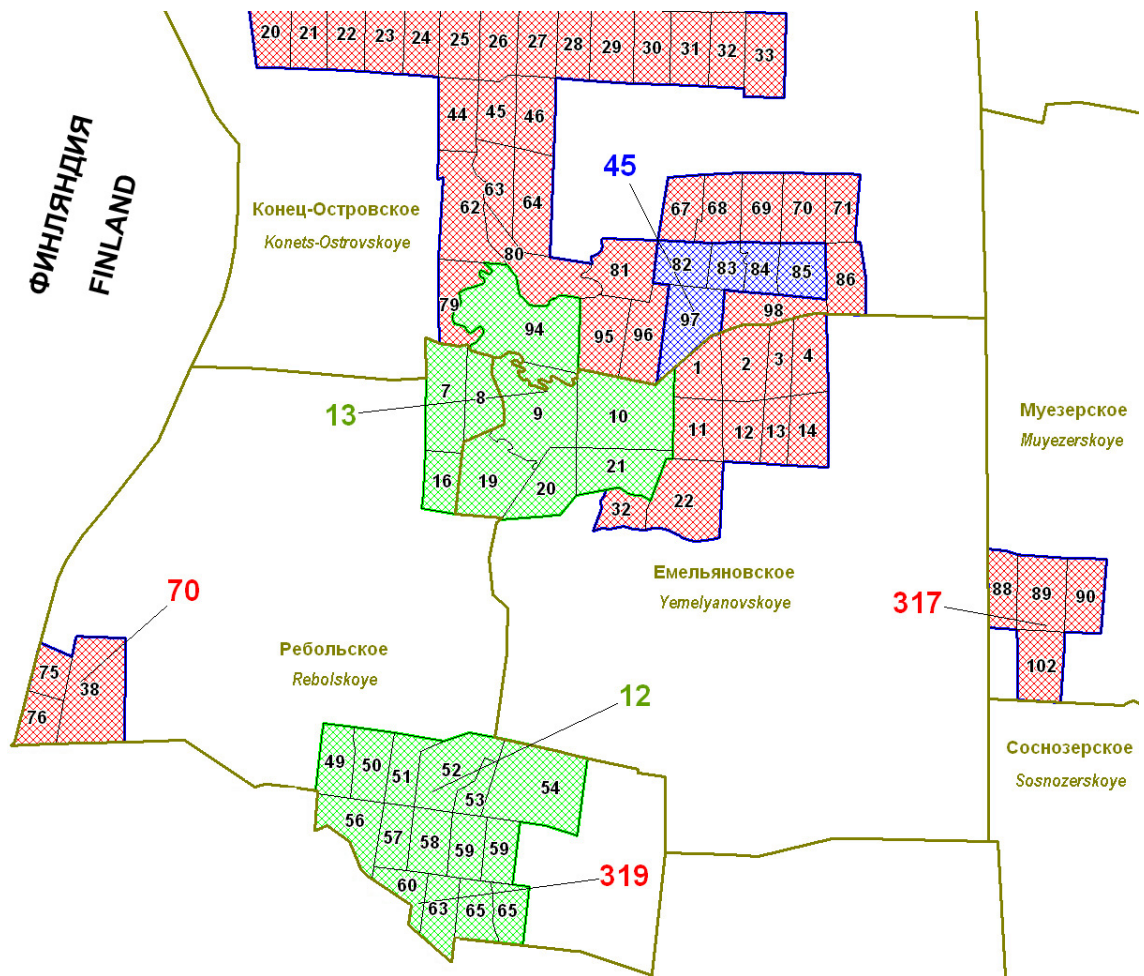 20 21 22 23 24 25 26 27 28 29 30 31 32 33
44 45 46
ФИНЛЯНДИЯ
FINLAND
45
62 63 64
67 68 69 70 71
Конец-Островское
Konets-Ostrovskoye
80 81 82 83 84 85 86
79 94 95 96 97 98
1 2 3 4
7 8 9 10 11 12 13 14
13
Муезерское
Muyezerskoye
16 19 20 21 22
32
Емельяновское
Yemelyanovskoye
70
317
88 89 90
102
Ребольское
Rebolskoye
75 38
76
12
Соснозерское
Sosnozerskoye
49 50 51 52 53 54
56 57 58 59 59
319
60 63 65 65